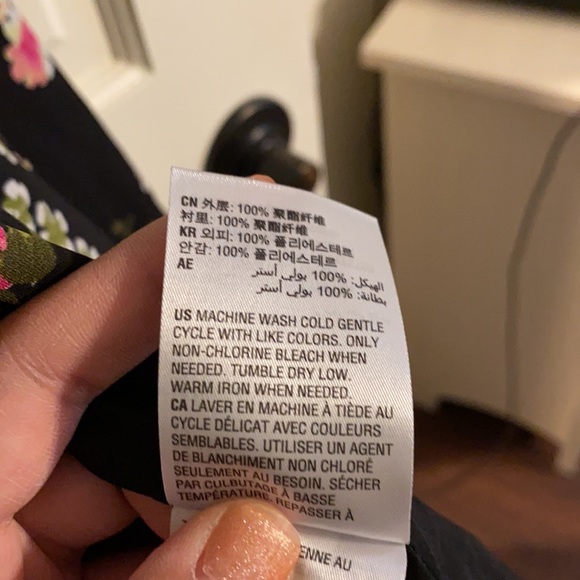 CN 外层: 100% 聚酯纤维
衬里: 100% 聚酯纤维
KR 외피: 100% 폴리에스테르
안감: 100% 폴리에스테르
AE
الهيكل: 100% بولي أستر
بطانة: 100% بولي أستر
US MACHINE WASH COLD GENTLE
CYCLE WITH LIKE COLORS. ONLY
NON-CHLORINE BLEACH WHEN
NEEDED. TUMBLE DRY LOW.
WARM IRON WHEN NEEDED.
CA LAVER EN MACHINE À TIÈDE AU
CYCLE DÉLICAT AVEC COULEURS
SEMBLABLES. UTILISER UN AGENT
DE BLANCHIMENT NON CHLORÉ
SEULEMENT AU BESOIN. SÉCHER
PAR CULBUTAGE À BASSE
TEMPÉRATURE. REPASSER À
AU